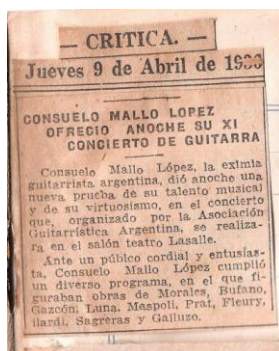 — CRITICA. —
Jueves 9 de Abril de 1936
CONSUELO MALLO LOPEZ
OFRECIO ANOCHE SU XI
CONCIERTO DE GUITARRA
Consuelo Mallo López, la eximia
guitarrista argentina, dió anoche una
nueva prueba de su talento musical
y de su virtuosismo, en el concierto
que, organizado por la Asociación
Guitarrística Argentina, se realiza-
ra en el salón teatro Lasalle.
Ante un público cordial y entusias-
ta, Consuelo Mallo López cumplió
un diverso programa, en el que fi-
guraban obras de Morales, Rufano,
Gazcón, Luna, Maspoli, Prat, Fleury,
ilardi, Sagreras y Galluzo.